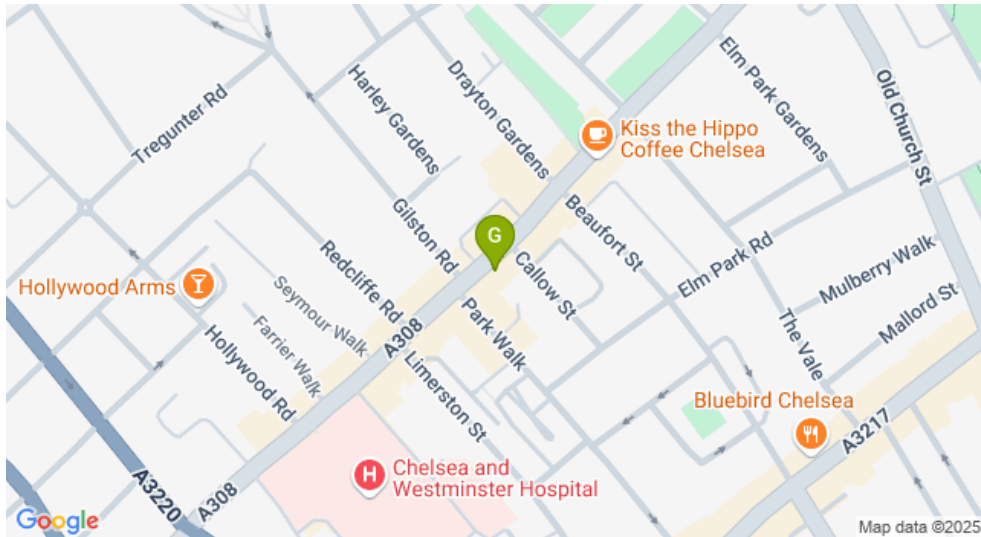 Tregunter Rd
Harley Gardens
Drayton Gardens
Elm Park Gardens
Old Church St
Kiss the Hippo
Coffee Chelsea
Gilston Rd
G
Beaufort St
Callow St
Elm Park Rd
Mulberry Walk
Mallord St
The Vale
Hollywood Arms
Redcliffe Rd
Seymour Walk
Farrier Walk
Hollywood Rd
A308
Park Walk
Limerston St
Bluebird Chelsea
A3217
H
Chelsea and
Westminster Hospital
A3220
A308
Google
Map data ©2025